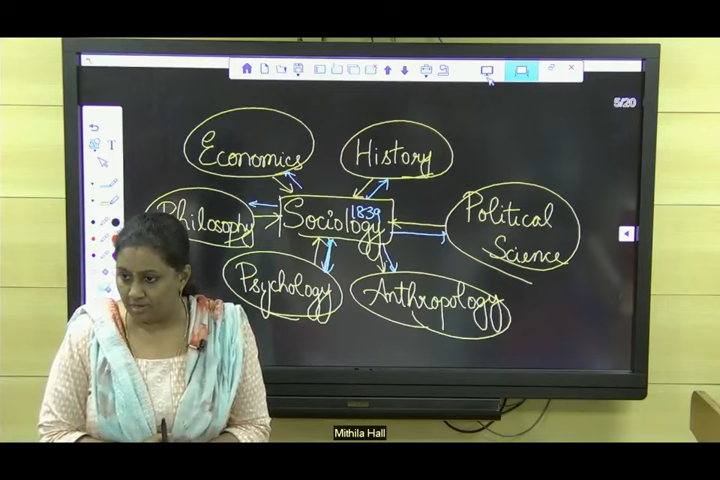 5/20
T
Economics
History
Philosophy
Sociology
1839
Political
Science
Psychology
Anthropology
Mithila Hall